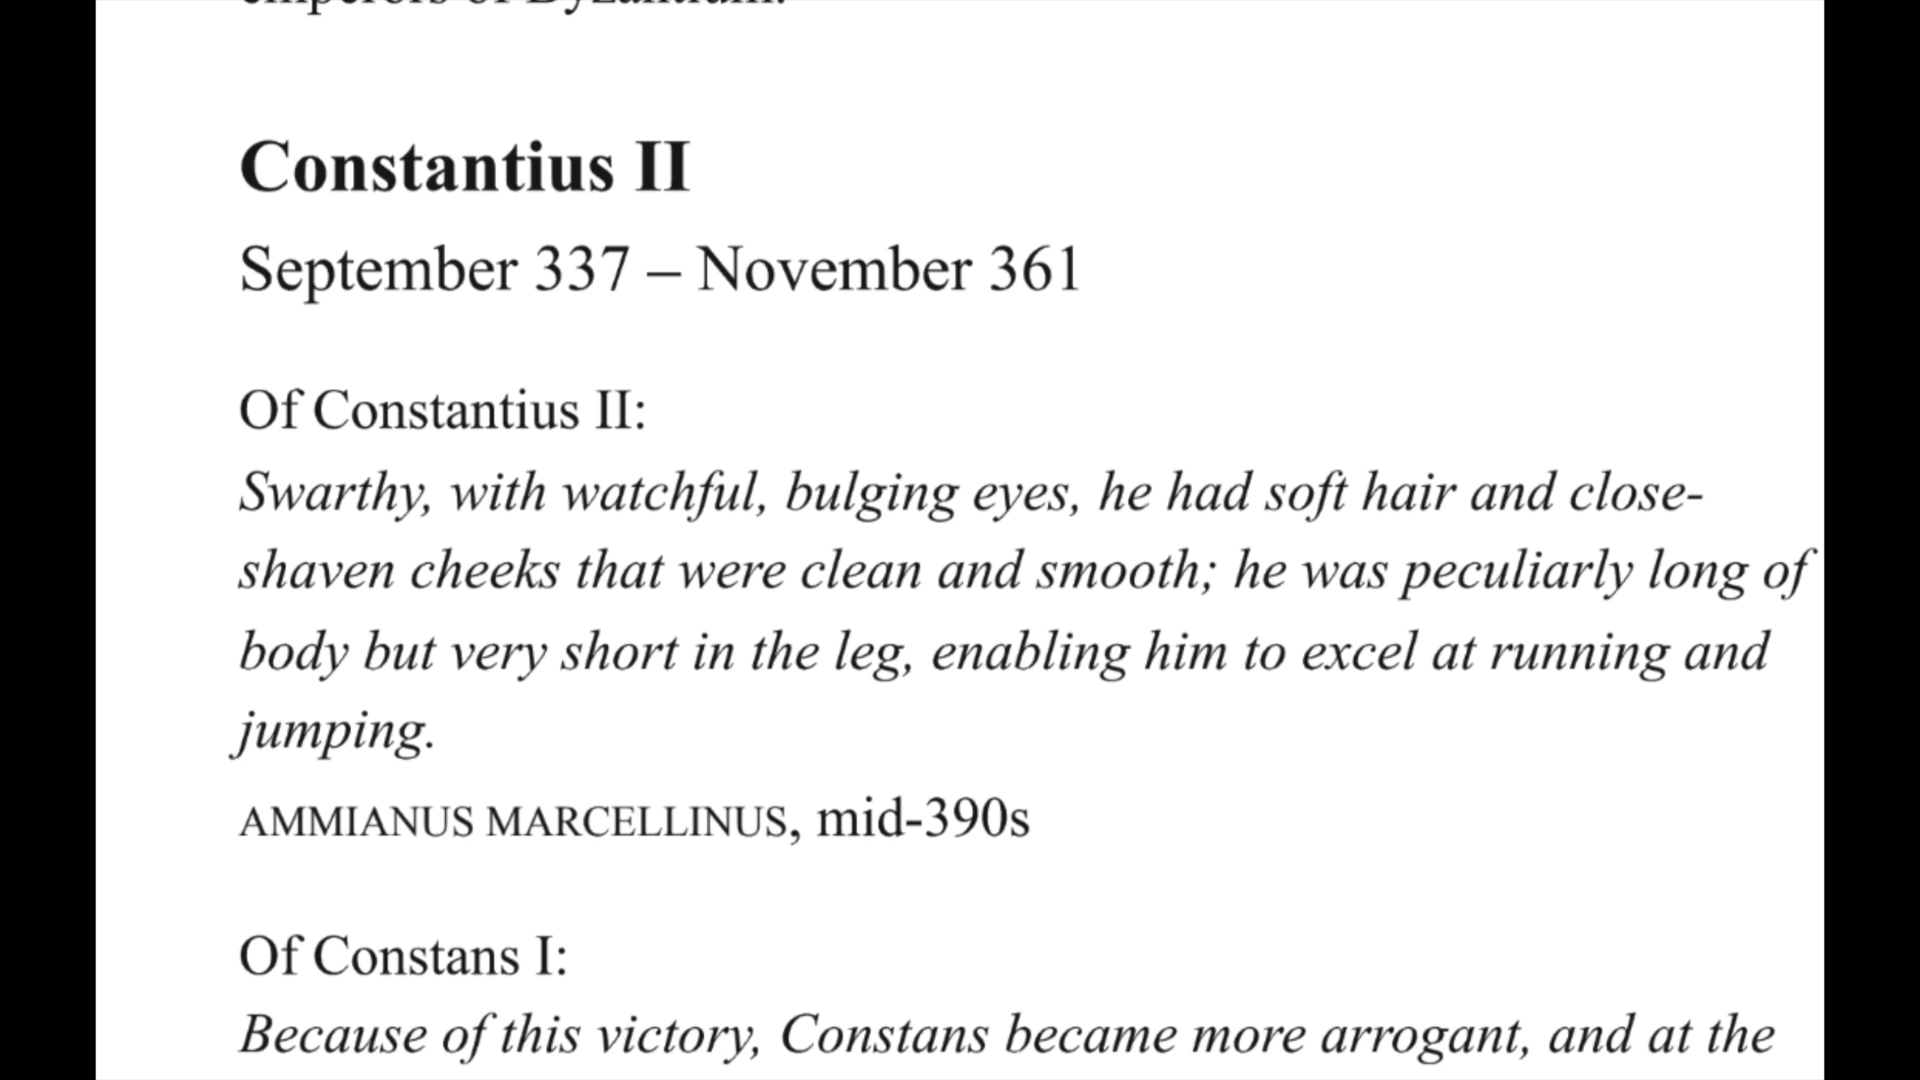 emperors of Byzantium.
Constantius II
September 337 – November 361
Of Constantius II:
Swarthy, with watchful, bulging eyes, he had soft hair and close-
shaven cheeks that were clean and smooth; he was peculiarly long of
body but very short in the leg, enabling him to excel at running and
jumping.
AMMIANUS MARCELLINUS, mid-390s
Of Constans I:
Because of this victory, Constans became more arrogant, and at the